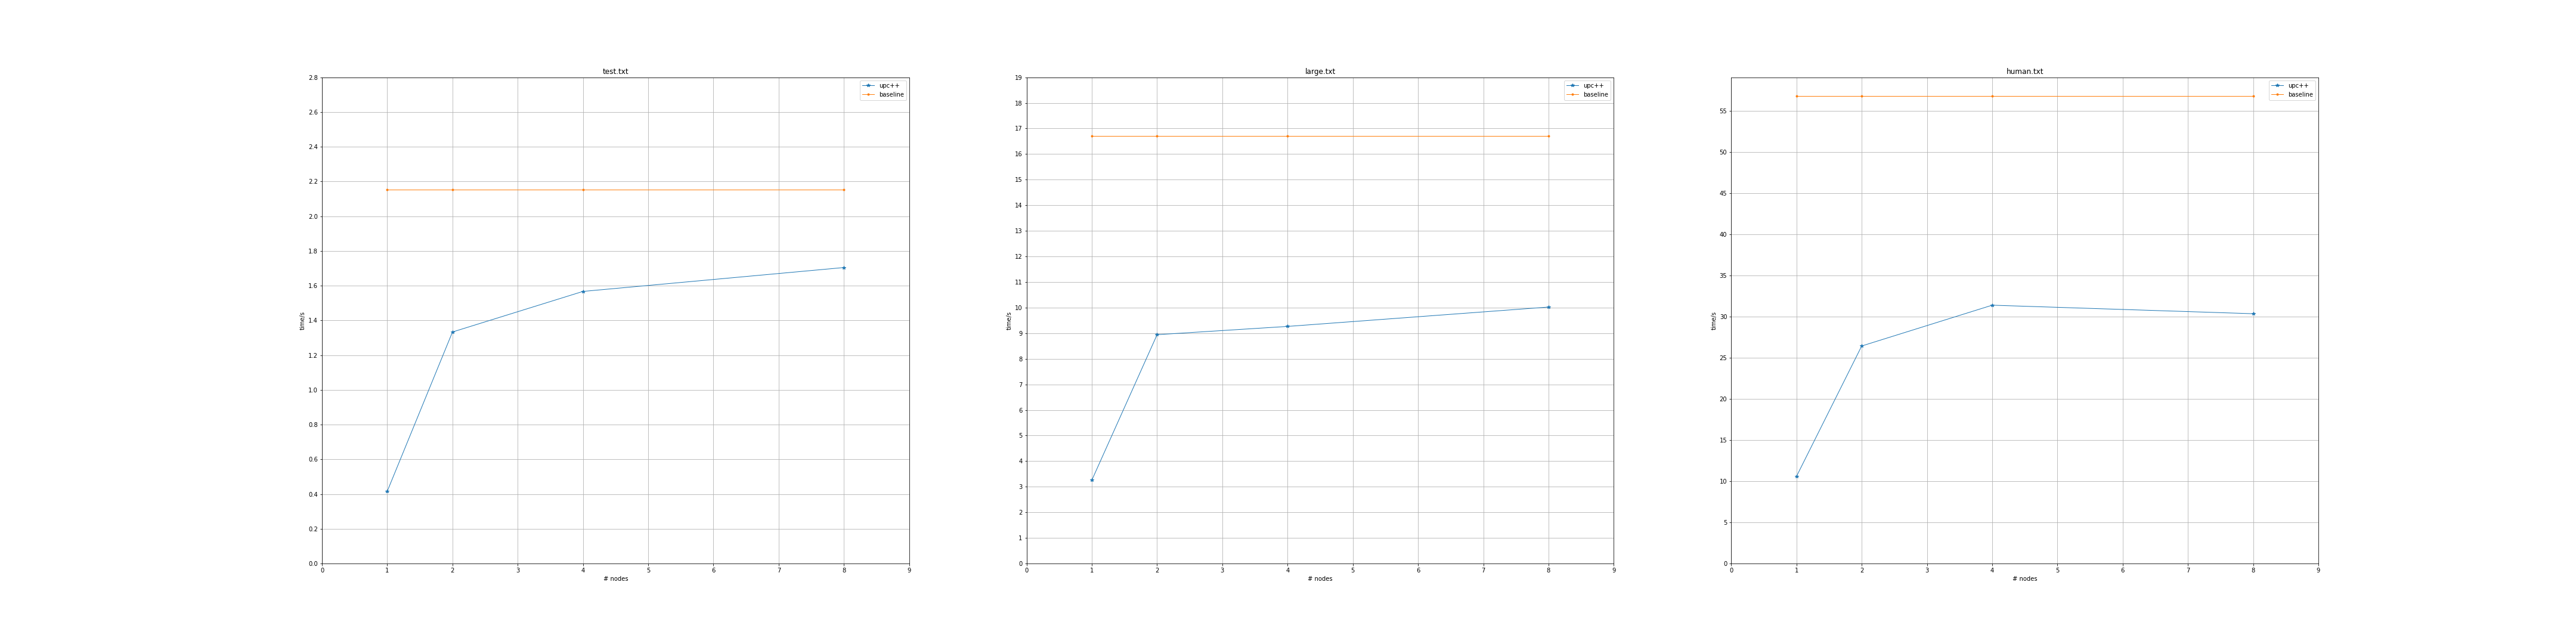 test.txt
upc++
baseline
2.8
2.6
2.4
2.2
2.0
1.8
1.6
1.4
1.2
1.0
0.8
0.6
0.4
0.2
0.0
time/s
0 1 2 3 4 5 6 7 8 9
# nodes
large.txt
upc++
baseline
19
18
17
16
15
14
13
12
11
10
9
8
7
6
5
4
3
2
1
0
time/s
0 1 2 3 4 5 6 7 8 9
# nodes
human.txt
upc++
baseline
55
50
45
40
35
30
25
20
15
10
5
0
time/s
0 1 2 3 4 5 6 7 8 9
# nodes